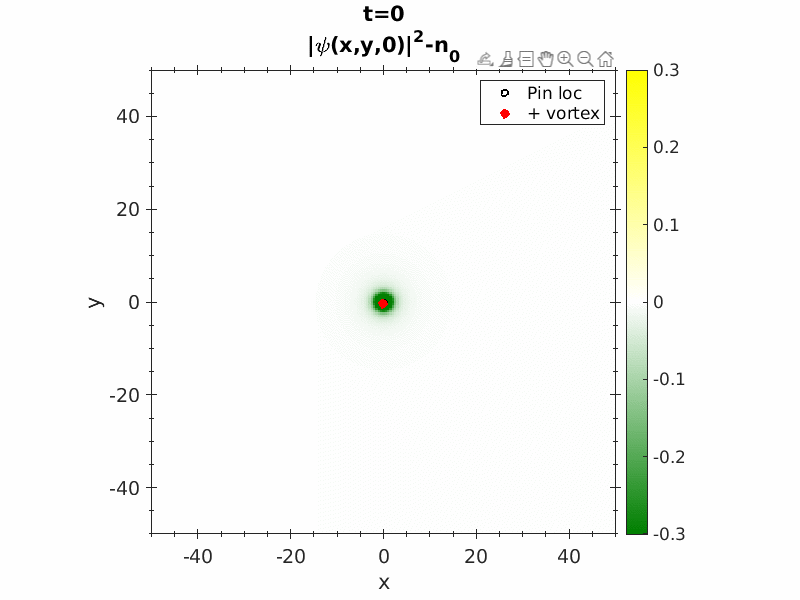 t=0
|ψ(x,y,0)|²-n₀
Pin loc
+ vortex
40
20
0
-20
-40
y
-40 -20 0 20 40
x
0.3
0.2
0.1
0
-0.1
-0.2
-0.3